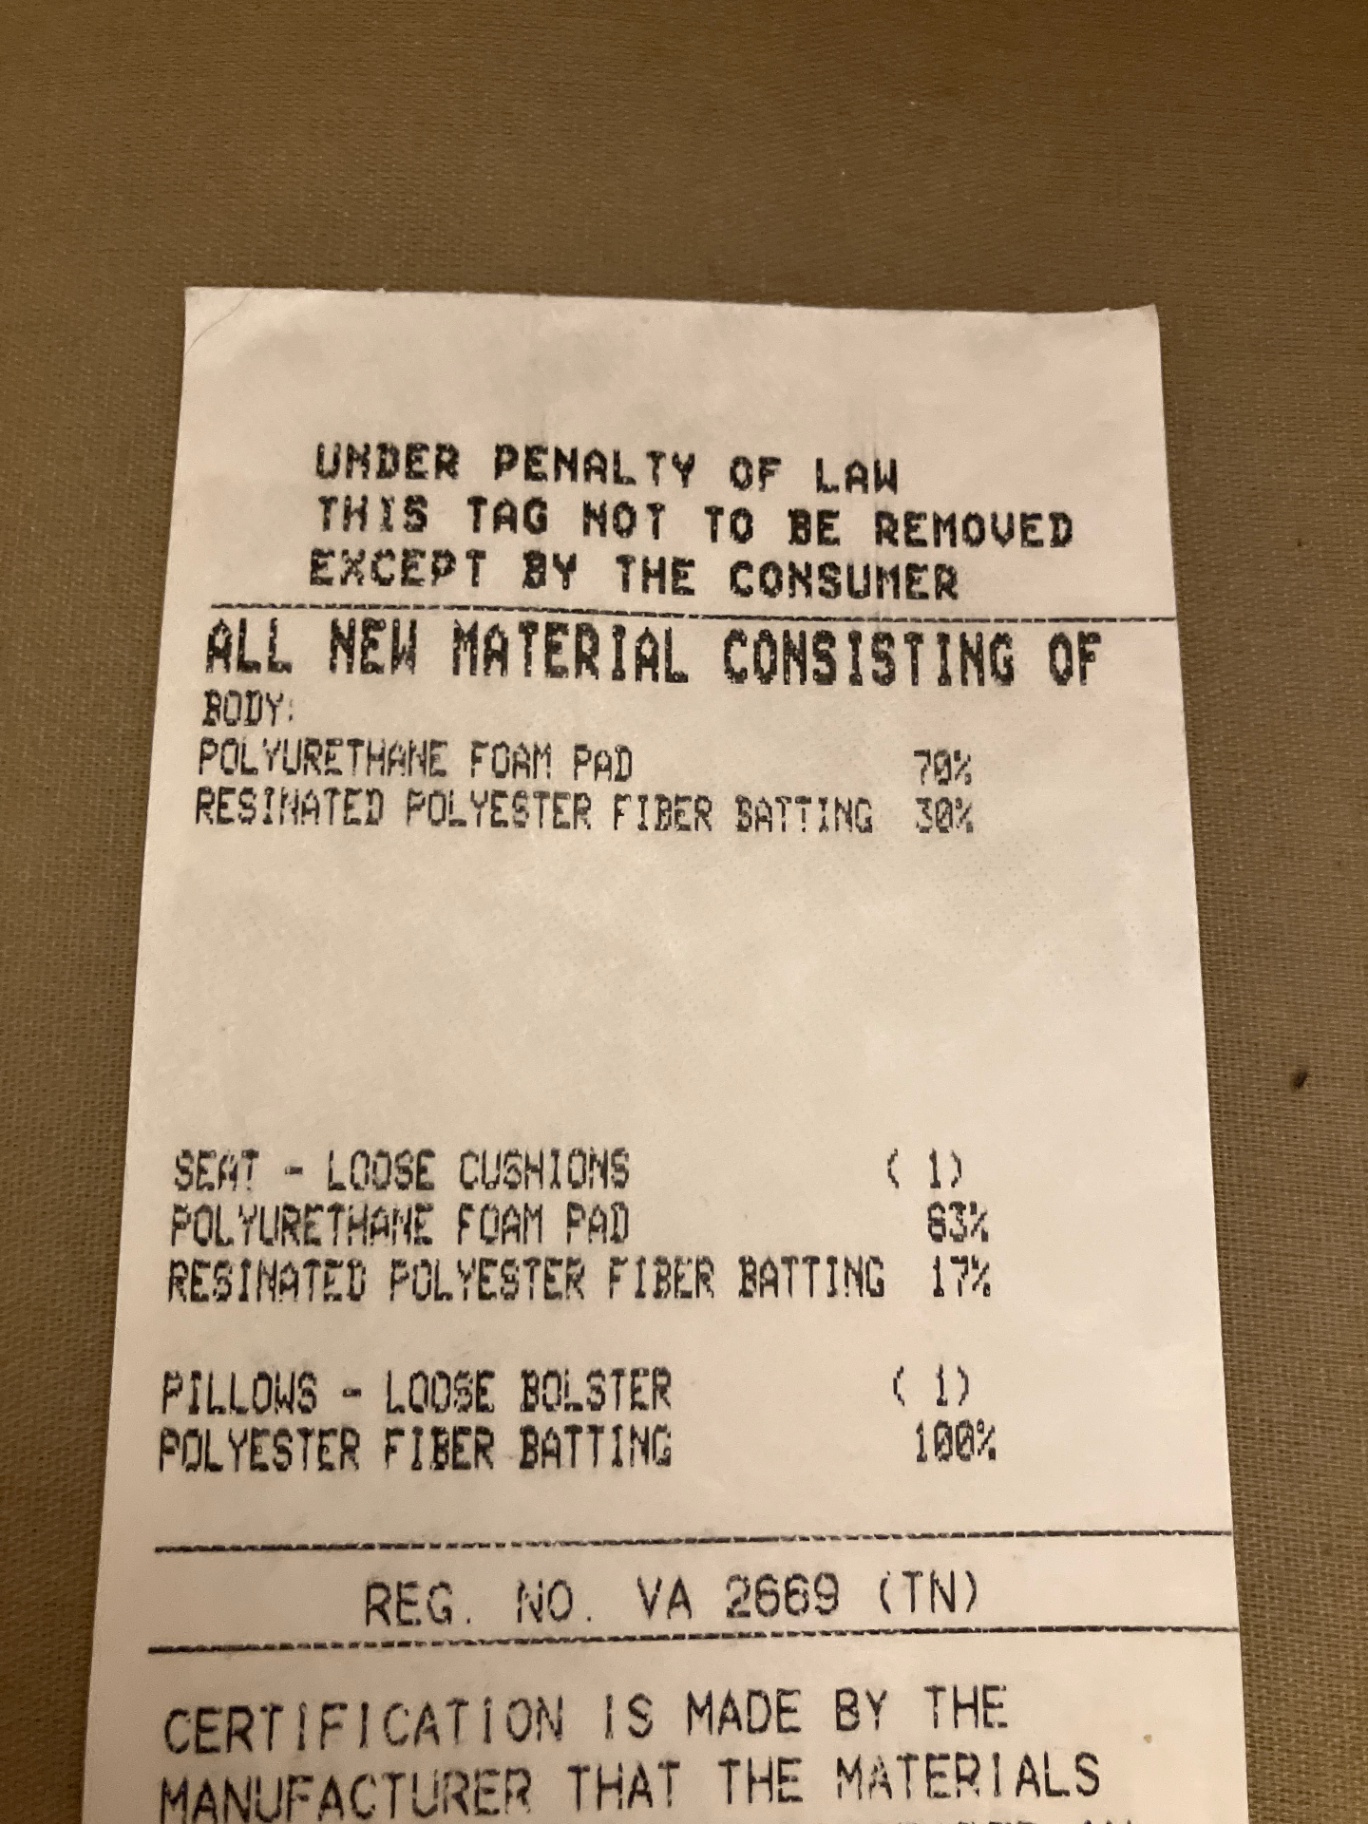 UNDER PENALTY OF LAW
THIS TAG NOT TO BE REMOVED
EXCEPT BY THE CONSUMER
ALL NEW MATERIAL CONSISTING OF
BODY:
POLYURETHANE FOAM PAD 70%
RESINATED POLYESTER FIBER BATTING 30%
SEAT - LOOSE CUSHIONS ( 1)
POLYURETHANE FOAM PAD 83%
RESINATED POLYESTER FIBER BATTING 17%
PILLOWS - LOOSE BOLSTER ( 1)
POLYESTER FIBER BATTING 100%
REG. NO. VA 2669 (TN)
CERTIFICATION IS MADE BY THE
MANUFACTURER THAT THE MATERIALS